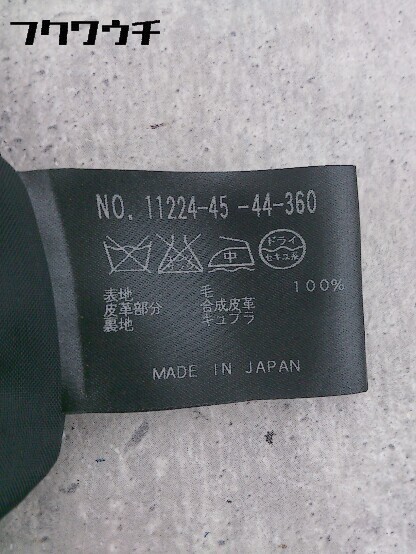 フクワウチ
NO. 11224-45-44-360
中 ドライ セキユ系
表地 毛 100%
皮革部分 合成皮革
裏地 キュプラ
MADE IN JAPAN